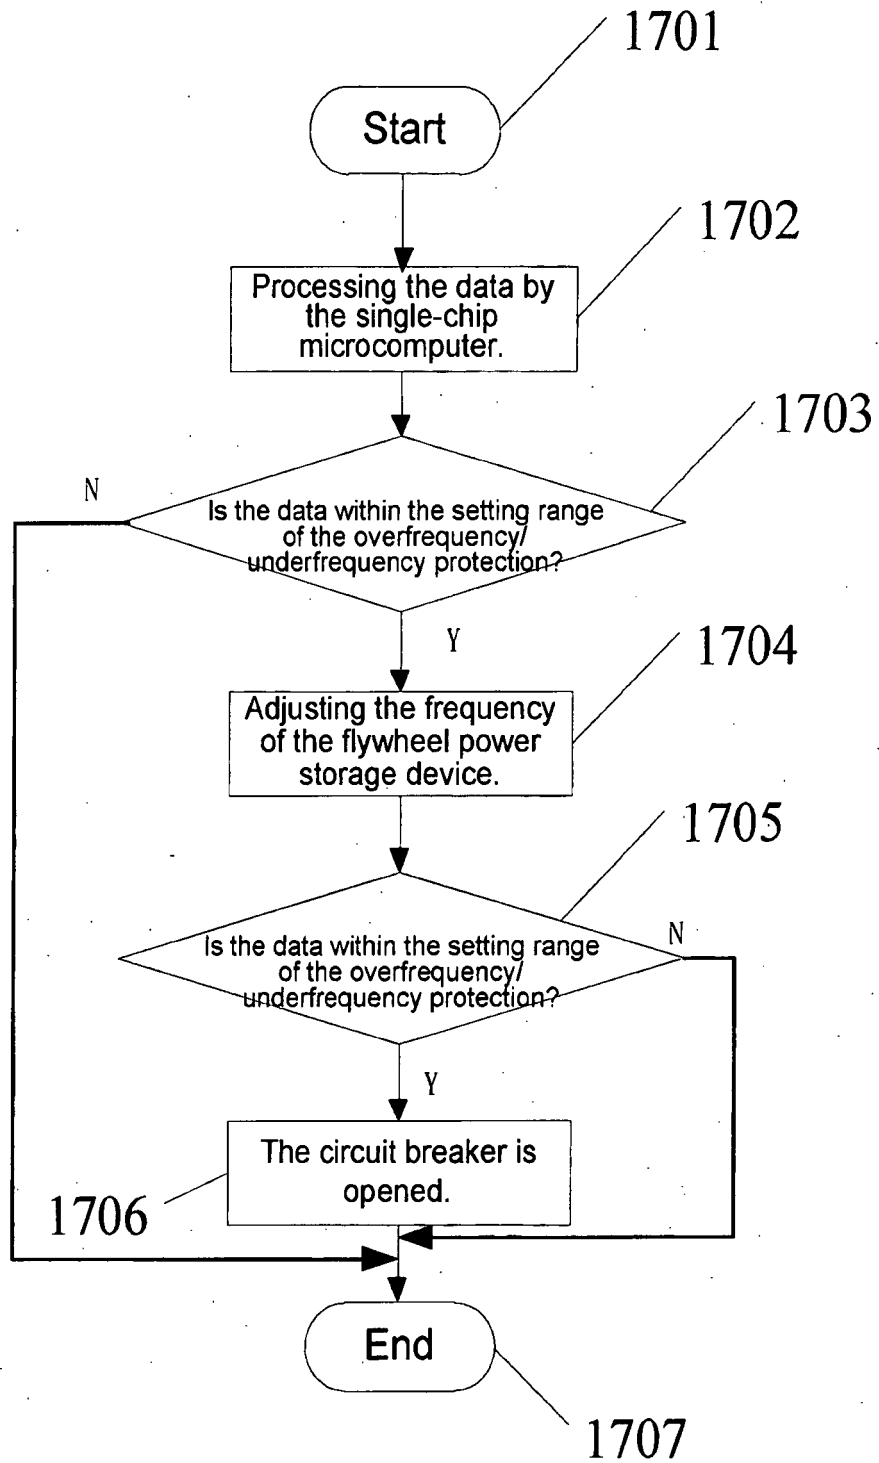 1701
Start
1702
Processing the data by
the single-chip
microcomputer.
1703
N
Is the data within the setting range
of the overfrequency/
underfrequency protection?
Y
1704
Adjusting the frequency
of the flywheel power
storage device.
1705
N
Is the data within the setting range
of the overfrequency/
underfrequency protection?
Y
The circuit breaker is
opened.
1706
End
1707